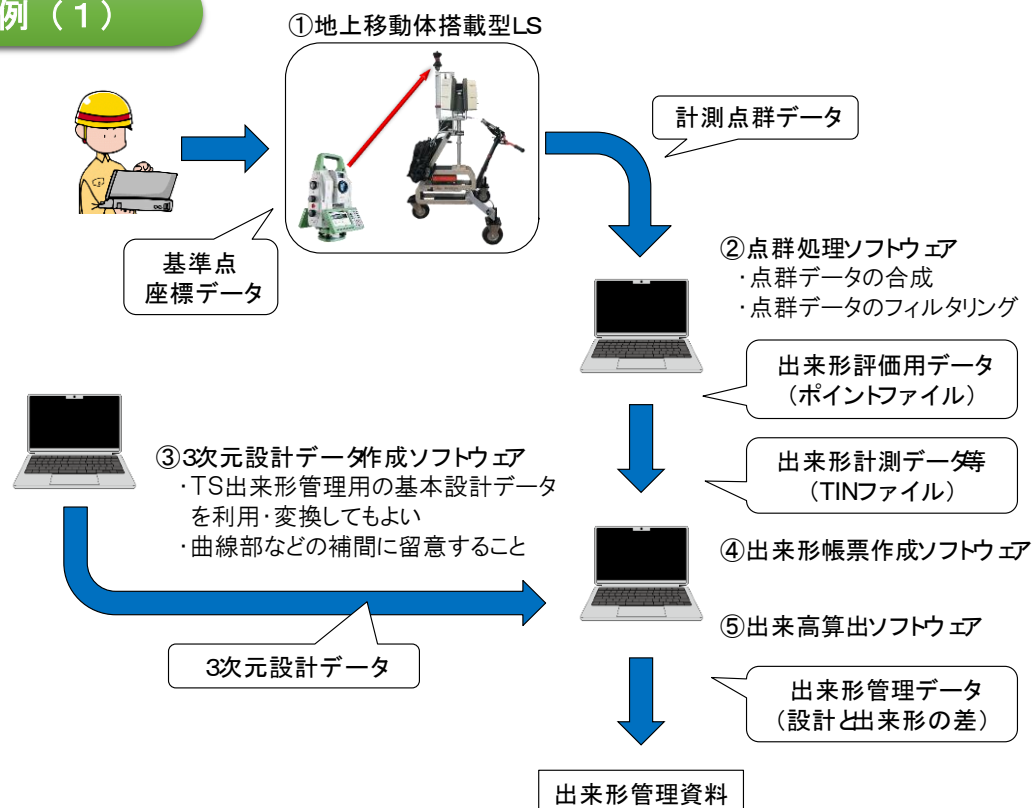 例（１）
①地上移動体搭載型LS
計測点群データ
基準点
座標データ
②点群処理ソフトウェア
・点群データの合成
・点群データのフィルタリング
出来形評価用データ
（ポイントファイル）
③3次元設計データ作成ソフトウェア
・TS出来形管理用の基本設計データ
を利用・変換してもよい
・曲線部などの補間に留意すること
出来形計測データ等
（TINファイル）
④出来形帳票作成ソフトウェア
⑤出来高算出ソフトウェア
3次元設計データ
出来形管理データ
（設計と出来形の差）
出来形管理資料